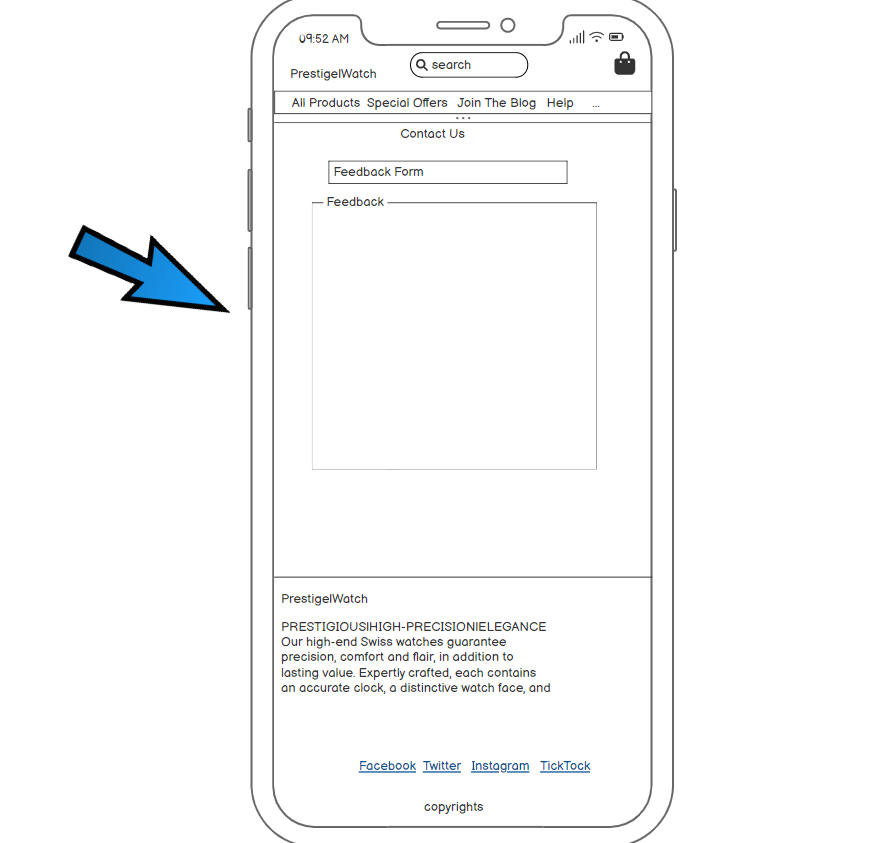 09:52 AM
PrestigelWatch
search
All Products Special Offers Join The Blog Help ...
Contact Us
Feedback Form
Feedback
PrestigelWatch
PRESTIGIOUSIHIGH-PRECISIONIELEGANCE
Our high-end Swiss watches guarantee
precision, comfort and flair, in addition to
lasting value. Expertly crafted, each contains
an accurate clock, a distinctive watch face, and
Facebook Twitter Instagram TickTock
copyrights